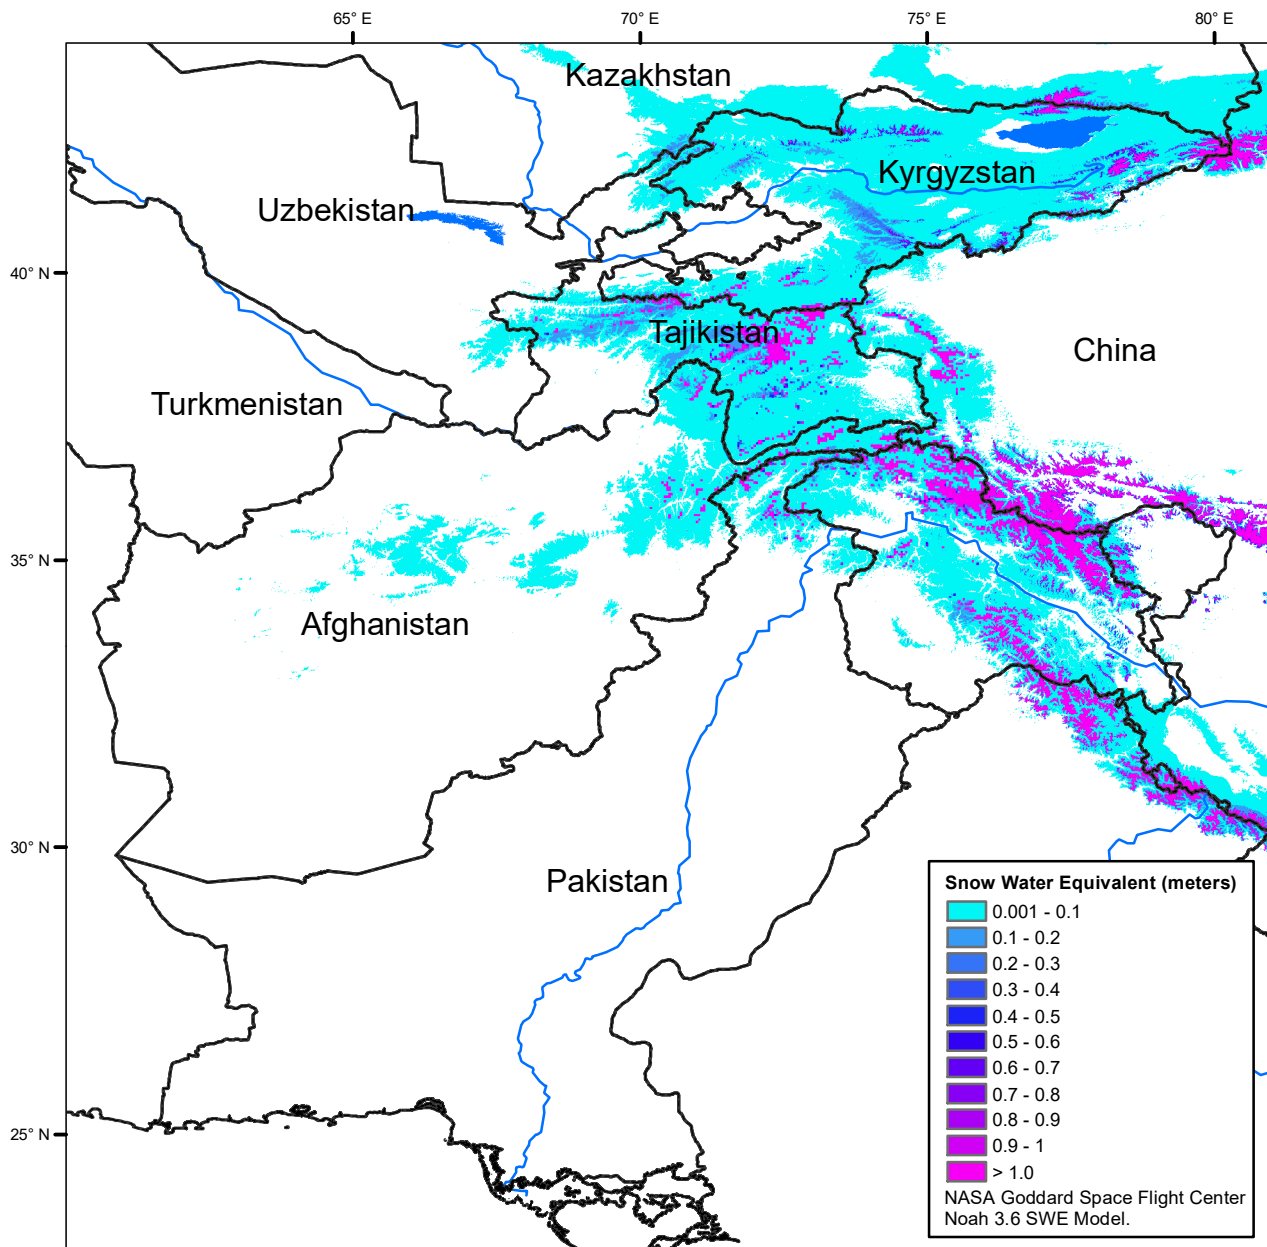 65° E
70° E
75° E
80° E
Kazakhstan
Kyrgyzstan
Uzbekistan
40° N
Tajikistan
China
Turkmenistan
35° N
Afghanistan
30° N
Pakistan
25° N
Snow Water Equivalent (meters)
0.001 - 0.1
0.1 - 0.2
0.2 - 0.3
0.3 - 0.4
0.4 - 0.5
0.5 - 0.6
0.6 - 0.7
0.7 - 0.8
0.8 - 0.9
0.9 - 1
> 1.0
NASA Goddard Space Flight Center
Noah 3.6 SWE Model.